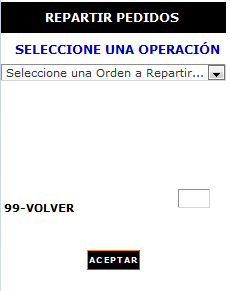 REPARTIR PEDIDOS
SELECCIONE UNA OPERACIÓN
Seleccione una Orden a Repartir...
99-VOLVER
ACEPTAR